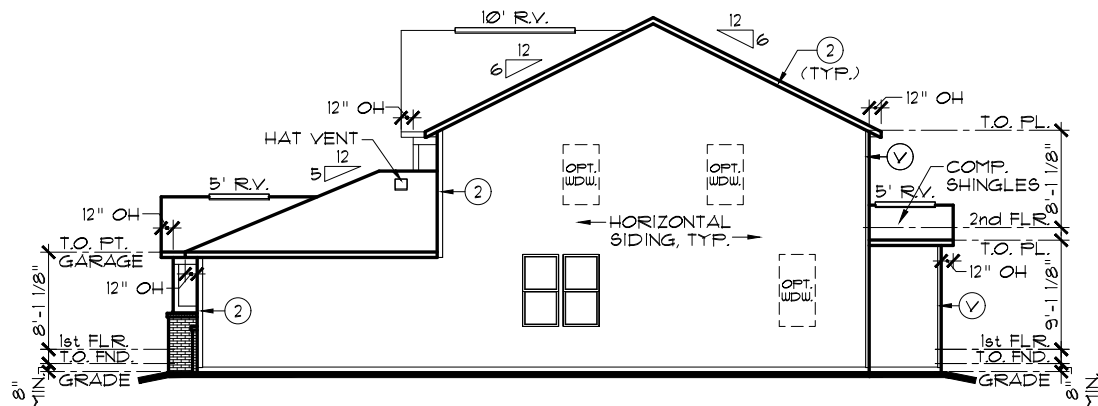 10' R.V.
12
6
12
6
2
(TYP.)
12" OH
12" OH
HAT VENT
T.O. PL.
12
5
V
COMP.
SHINGLES
OPT.
WDW.
OPT.
WDW.
5' R.V.
2
5' R.V.
8'-1 1/8"
12" OH
HORIZONTAL
SIDING, TYP.
2nd FLR.
T.O. PT.
GARAGE
T.O. PL.
12" OH
12" OH
OPT.
WDW.
8'-1 1/8"
2
V
9'-1 1/8"
1st FLR.
T.O. FND.
GRADE
1st FLR.
T.O. FND.
GRADE
8"
MIN.
8"
MIN.